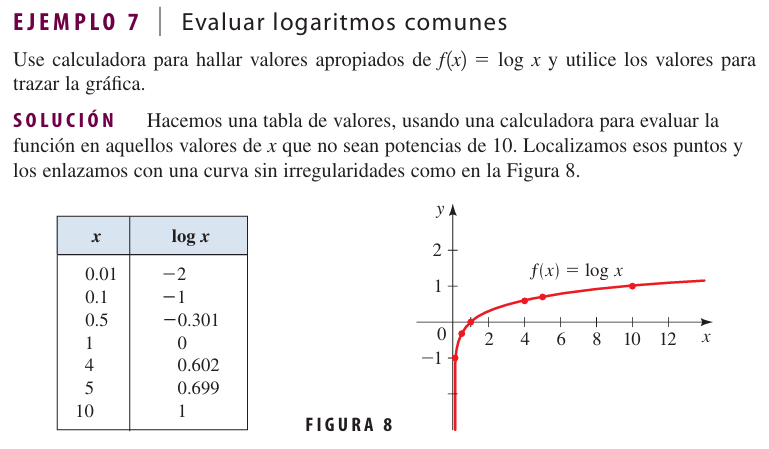 EJEMPLO 7 | Evaluar logaritmos comunes
Use calculadora para hallar valores apropiados de f(x) = log x y utilice los valores para
trazar la gráfica.
SOLUCIÓN Hacemos una tabla de valores, usando una calculadora para evaluar la
función en aquellos valores de x que no sean potencias de 10. Localizamos esos puntos y
los enlazamos con una curva sin irregularidades como en la Figura 8.
x log x
0.01 −2
0.1 −1
0.5 −0.301
1 0
4 0.602
5 0.699
10 1
y
2
f(x) = log x
1
0 2 4 6 8 10 12 x
−1
FIGURA 8